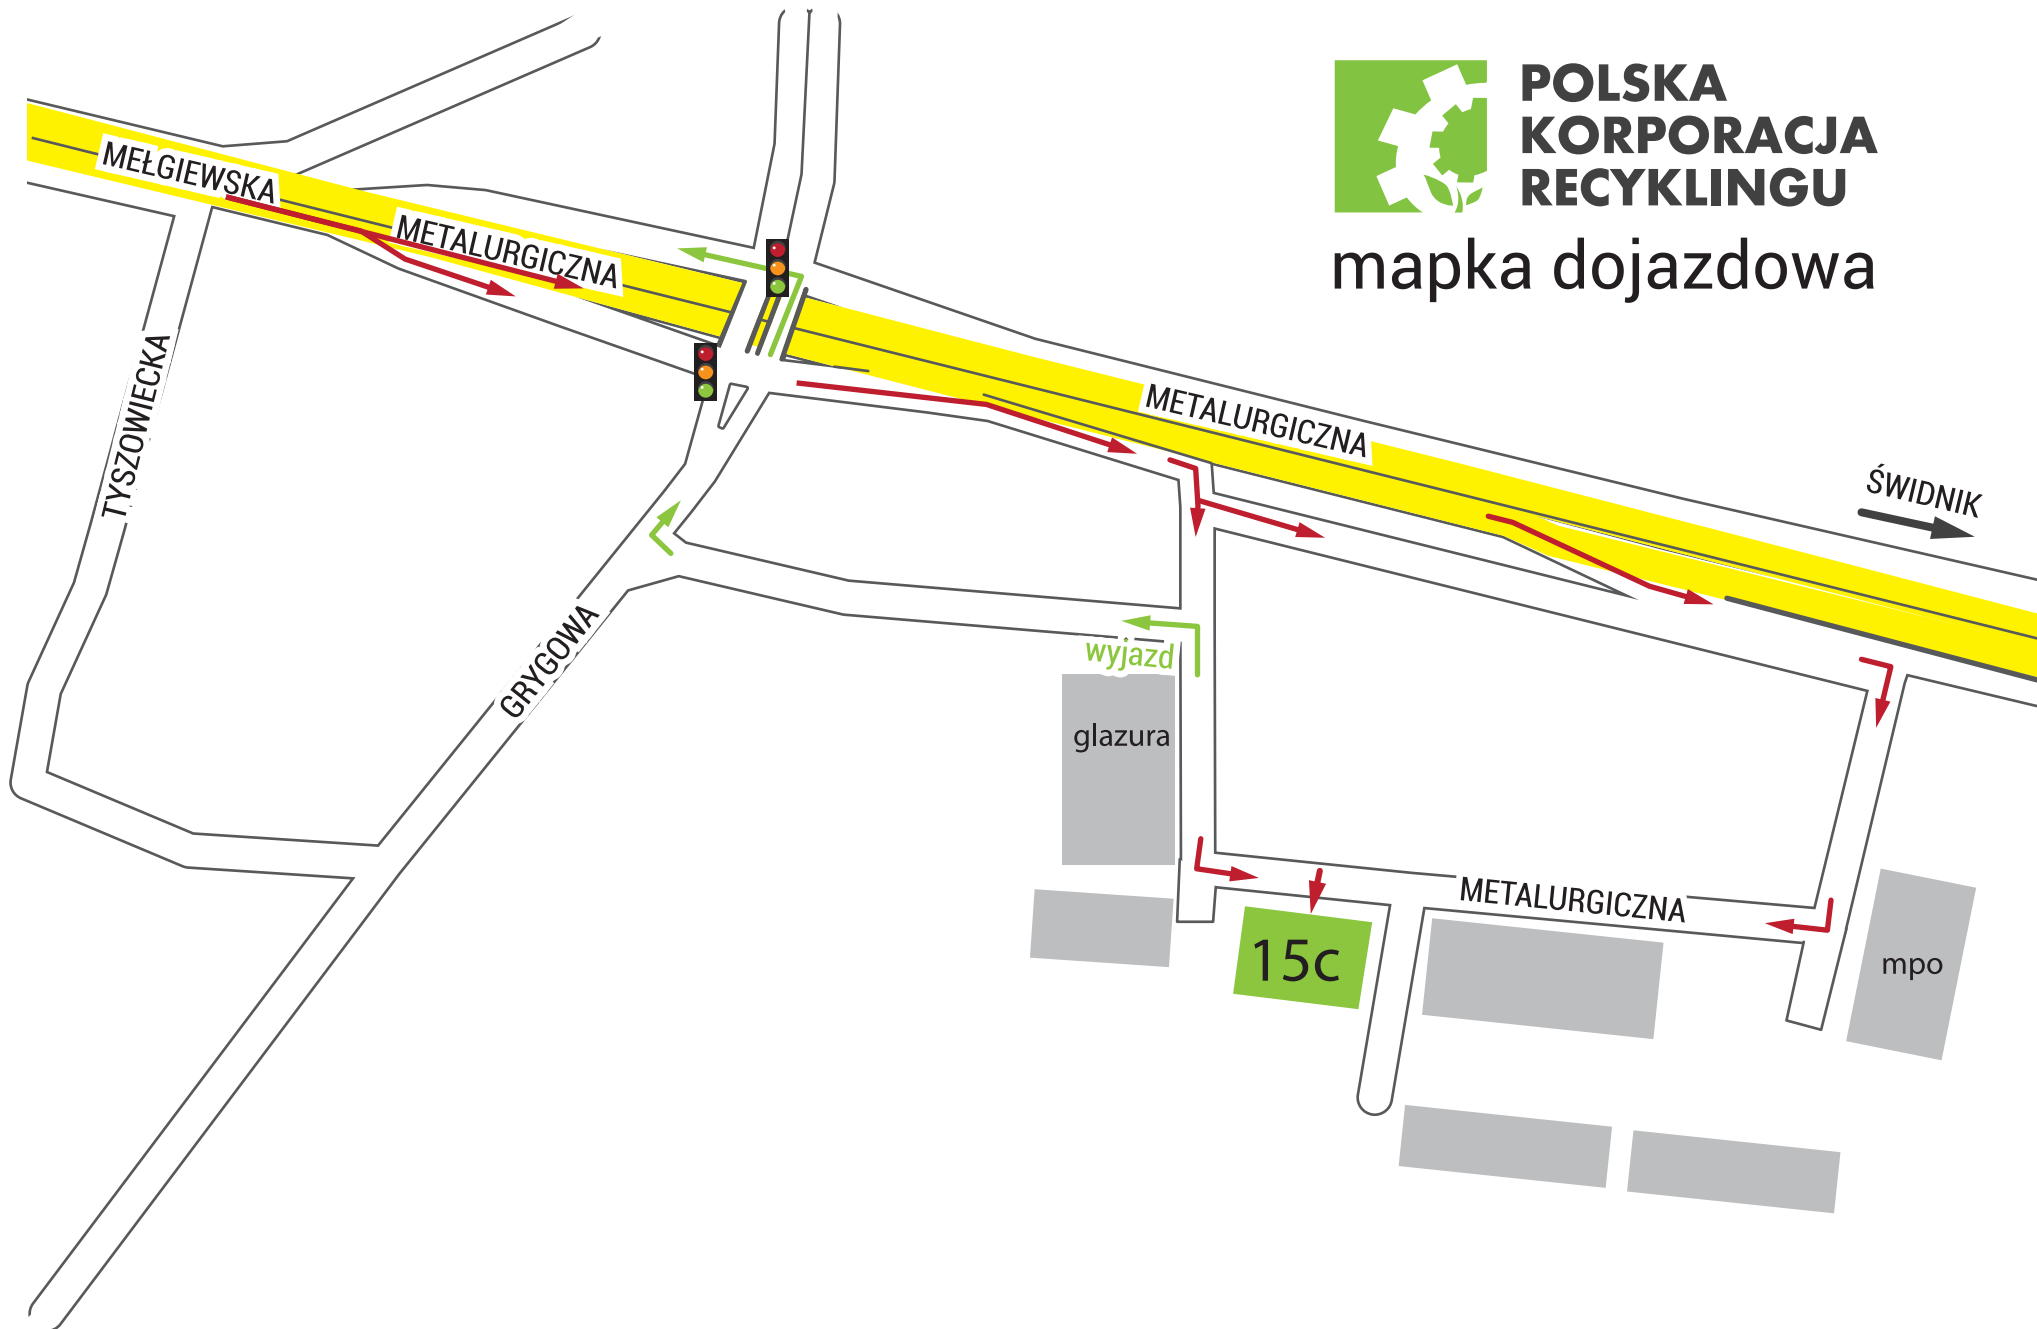 POLSKA
KORPORACJA
RECYKLINGU
mapka dojazdowa
MEŁGIEWSKA
METALURGICZNA
TYSZOWIECKA
METALURGICZNA
ŚWIDNIK
GRYGOWA
wyjazd
glazura
METALURGICZNA
15c
mpo